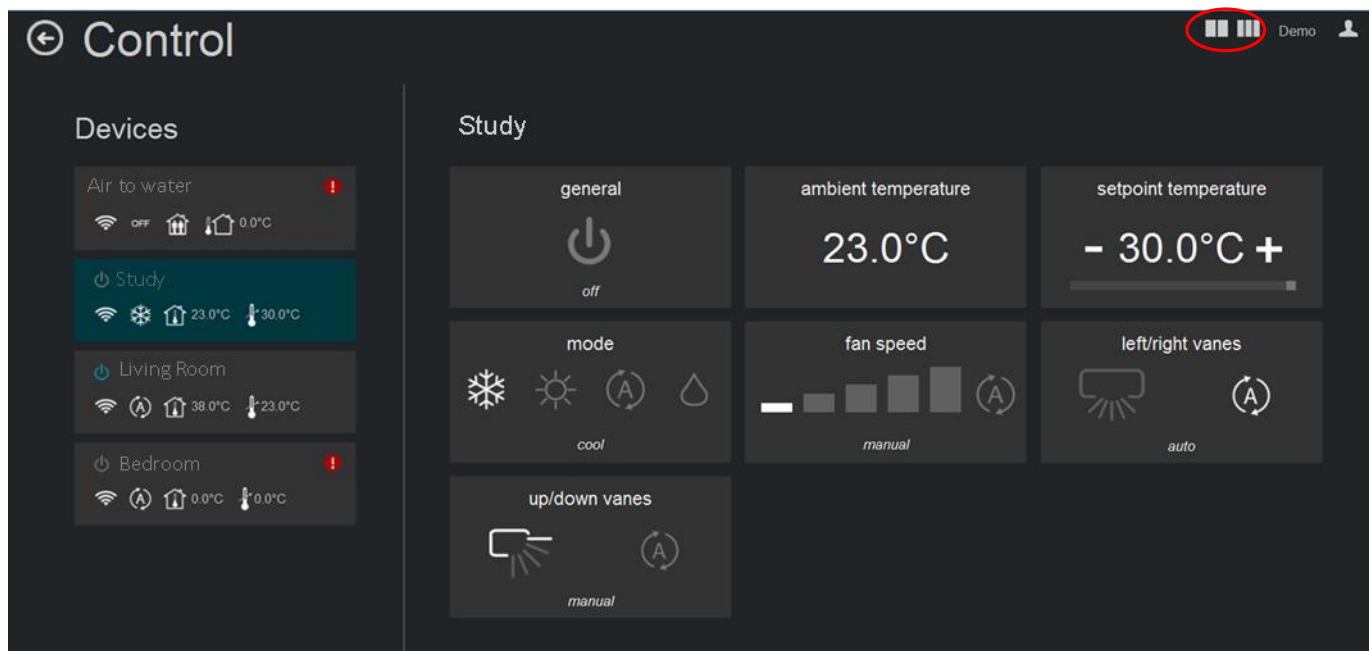 Control
Demo
Devices
Air to water
OFF 0.0°C
Study
23.0°C 30.0°C
Living Room
A 38.0°C 23.0°C
Bedroom
A 0.0°C 0.0°C
Study
general
off
ambient temperature
23.0°C
setpoint temperature
- 30.0°C +
mode
A
cool
fan speed
A
manual
left/right vanes
A
auto
up/down vanes
A
manual